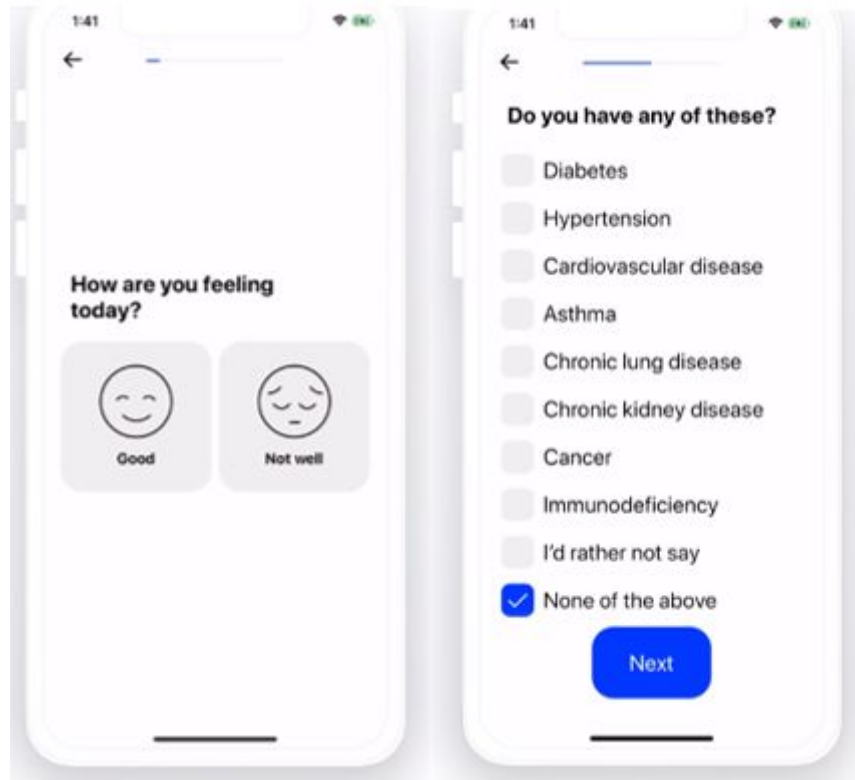 1:41
How are you feeling
today?
Good
Not well
1:41
Do you have any of these?
Diabetes
Hypertension
Cardiovascular disease
Asthma
Chronic lung disease
Chronic kidney disease
Cancer
Immunodeficiency
I'd rather not say
None of the above
Next